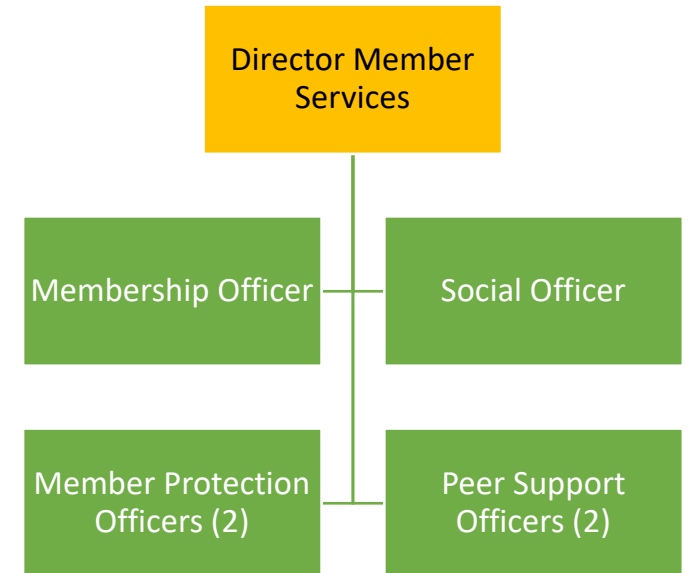 Director Member
Services
Membership Officer
Social Officer
Member Protection
Officers (2)
Peer Support
Officers (2)